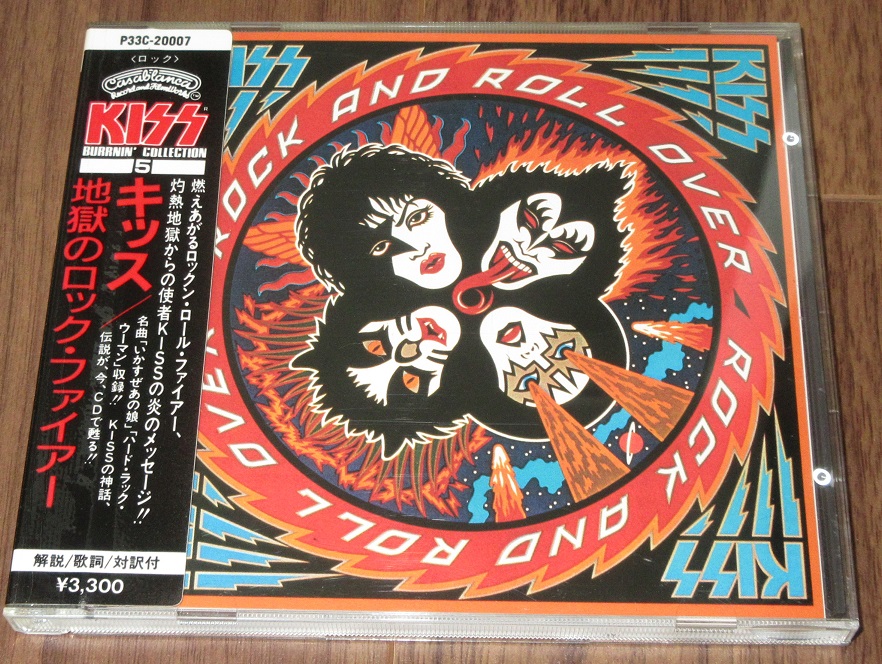 P33C-20007
〈ロック〉
Casablanca
Record and FilmWorks
KISS
BURRNIN' COLLECTION
5
キッス/
地獄のロック・ファイアー
燃えあがるロックン・ロール・ファイアー、
灼熱地獄からの使者KISSの炎のメッセージ!!
名曲「いかすぜあの娘」「ハード・ラック・
ウーマン」収録!! KISSの神話、
伝説が、今、CDで甦る!!
解説/歌詞/対訳付
¥3,300
KISS
KISS
ROCK AND ROLL OVER
ROCK AND ROLL OVER
KISS